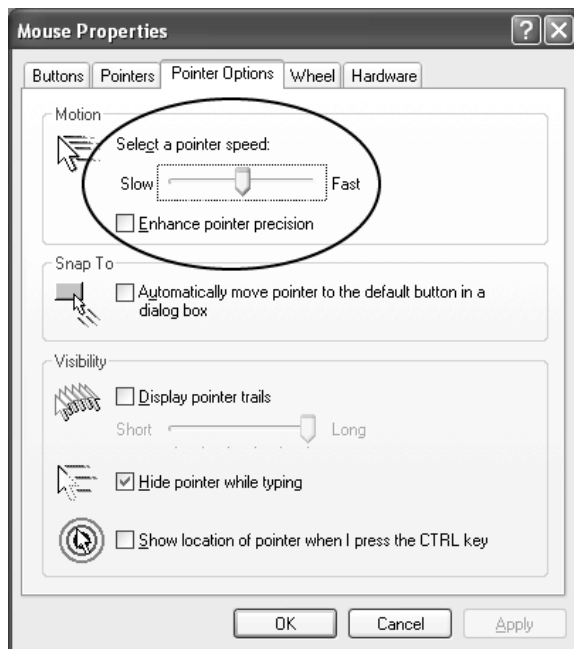 Mouse Properties
Buttons Pointers Pointer Options Wheel Hardware
Motion
Select a pointer speed:
Slow Fast
Enhance pointer precision
Snap To
Automatically move pointer to the default button in a
dialog box
Visibility
Display pointer trails
Short Long
Hide pointer while typing
Show location of pointer when I press the CTRL key
OK Cancel Apply